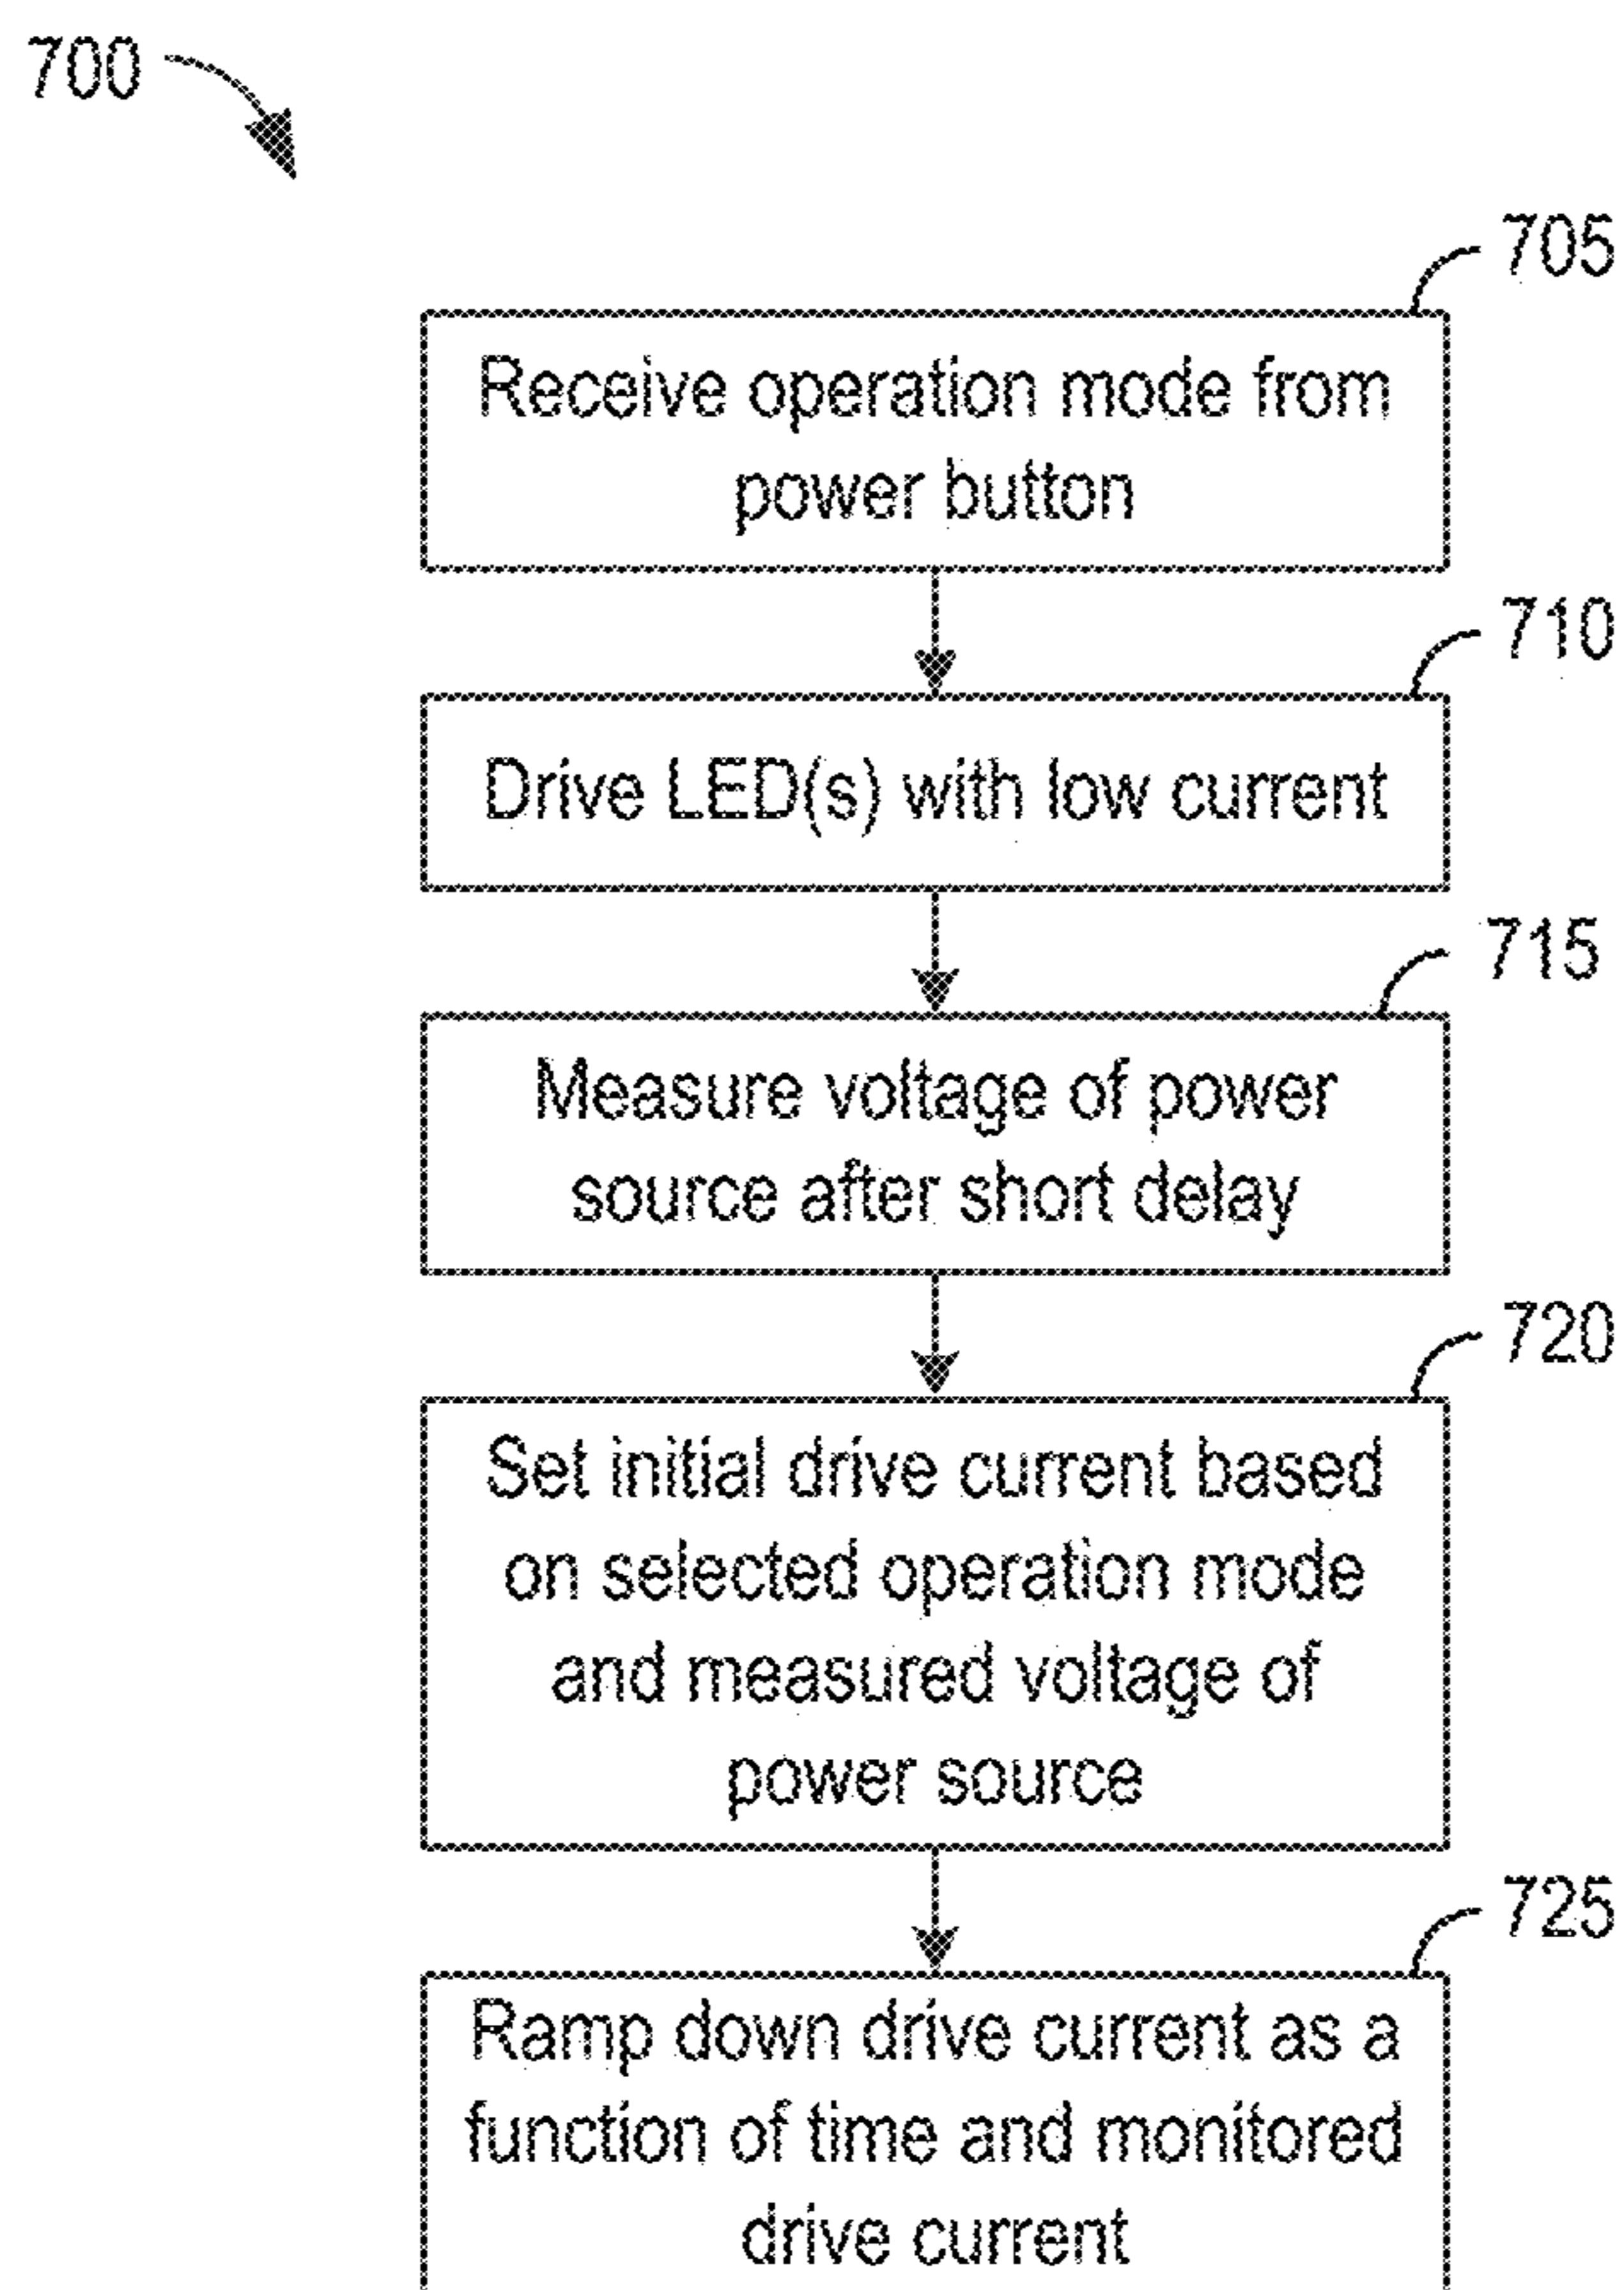 700
705
Receive operation mode from
power button
710
Drive LED(s) with low current
715
Measure voltage of power
source after short delay
720
Set initial drive current based
on selected operation mode
and measured voltage of
power source
725
Ramp down drive current as a
function of time and monitored
drive current